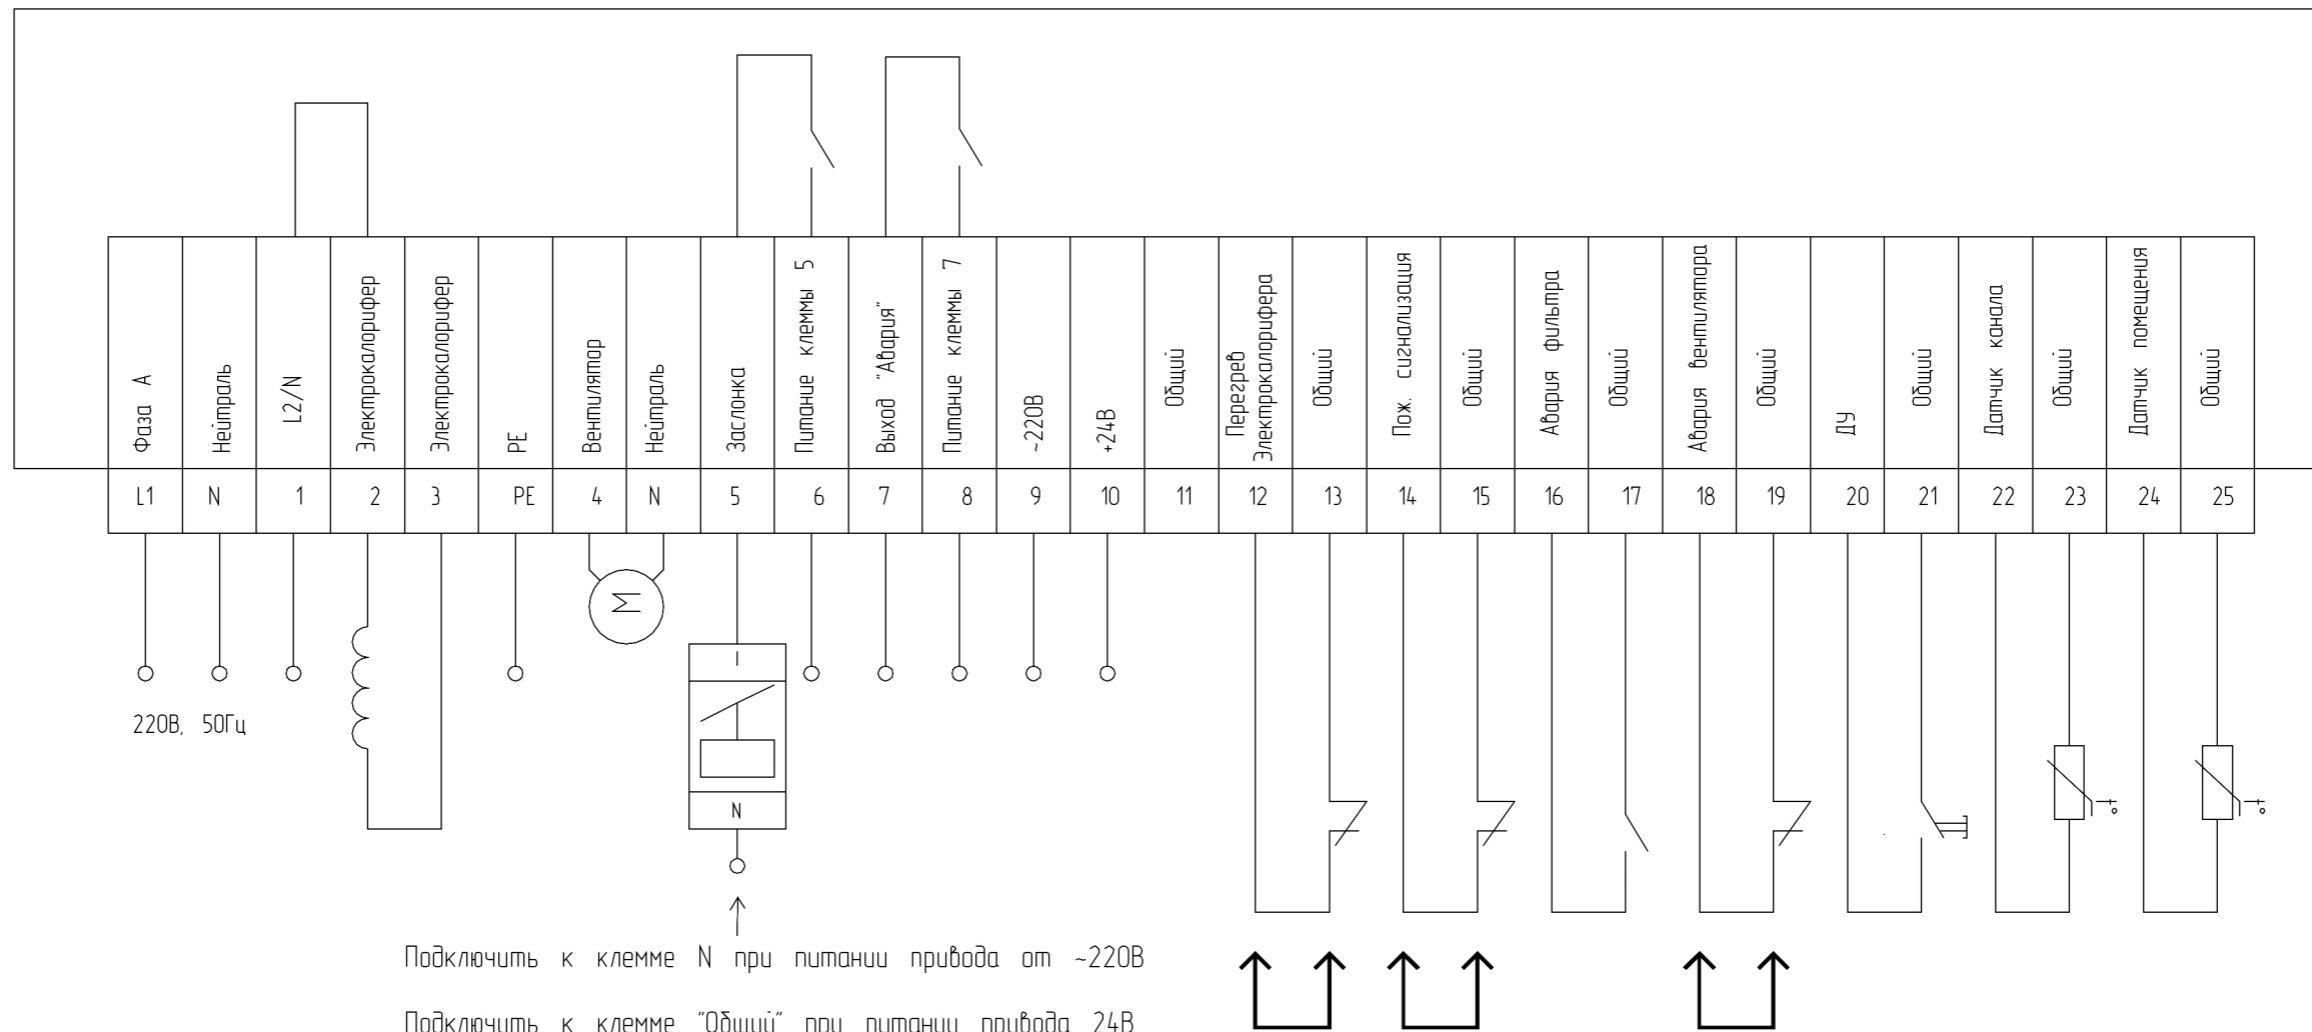 Фаза А
Нейтраль
L2/N
Электрокалорифер
Электрокалорифер
PE
Вентилятор
Нейтраль
Заслонка
Питание клеммы 5
Выход "Авария"
Питание клеммы 7
~220В
+24В
Общий
Перегрев
Электрокалорифера
Общий
Пож. сигнализация
Общий
Авария фильтра
Общий
Авария вентилятора
Общий
ДУ
Общий
Датчик канала
Общий
Датчик помещения
Общий
L1 N 1 2 3 PE 4 N 5 6 7 8 9 10 11 12 13 14 15 16 17 18 19 20 21 22 23 24 25
M
I
220В, 50Гц
N
t°
t°
Подключить к клемме N при питании привода от ~220В
Подключить к клемме "Общий" при питании привода 24В